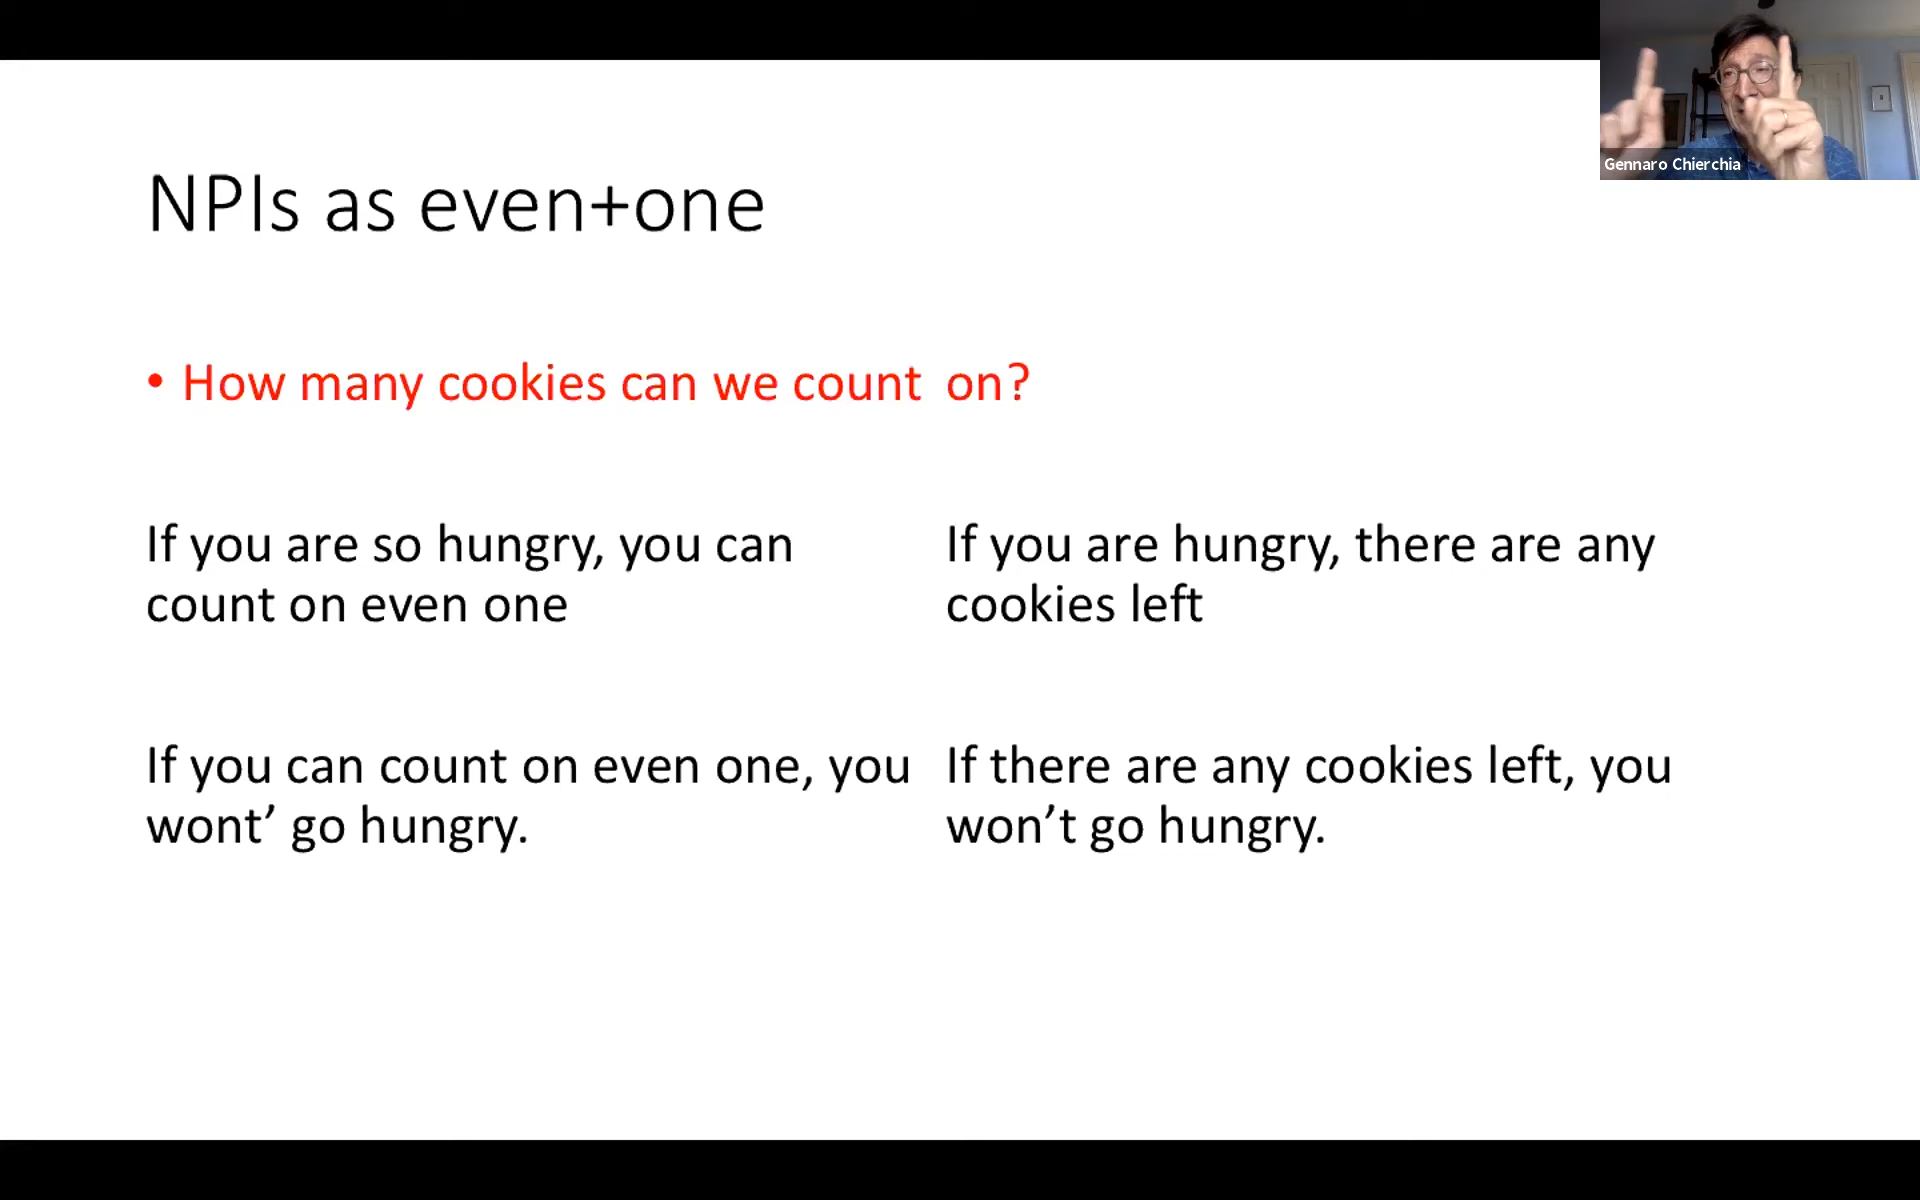 Gennaro Chierchia
NPIs as even+one
• How many cookies can we count  on?
If you are so hungry, you can
count on even one
If you are hungry, there are any
cookies left
If you can count on even one, you
wont’ go hungry.
If there are any cookies left, you
won’t go hungry.